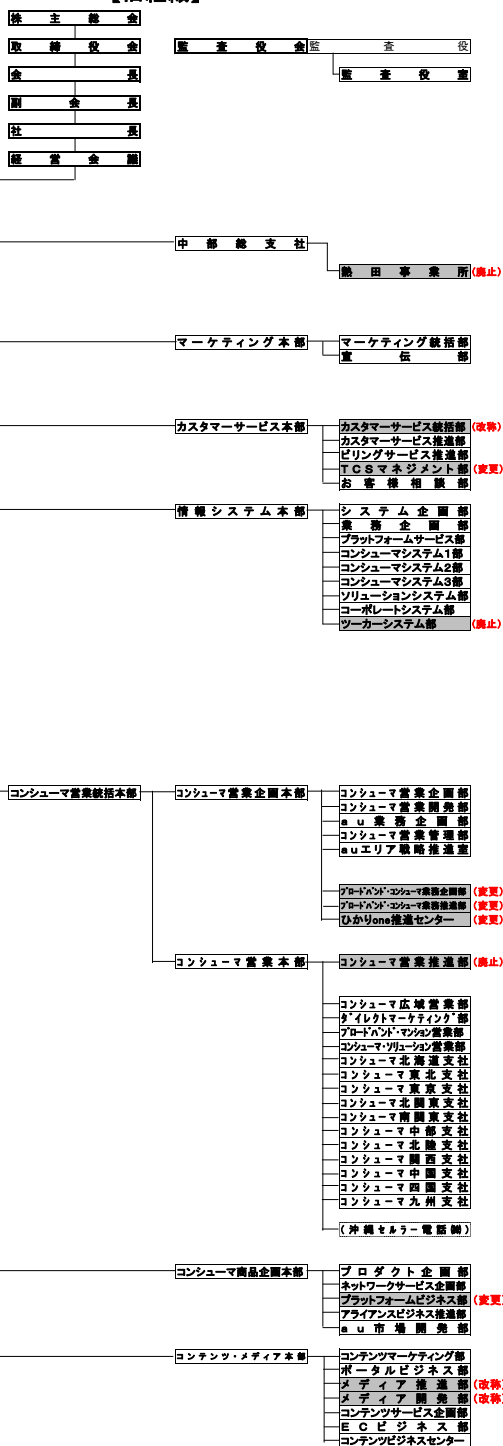 株主総会
取締役会
監査役会 監査役
会長
監査役室
副会長
社長
経営会議
中部総支社
熱田事業所 (廃止)
マーケティング本部
マーケティング統括部
宣伝部
カスタマーサービス本部
カスタマーサービス統括部 (改称)
カスタマーサービス推進部
ビリングサービス推進部
TCSマネジメント部 (変更)
お客様相談部
情報システム本部
システム企画部
業務企画部
プラットフォームサービス部
コンシューマシステム1部
コンシューマシステム2部
コンシューマシステム3部
ソリューションシステム部
コーポレートシステム部
ツーカーシステム部 (廃止)
コンシューマ営業統括本部
コンシューマ営業企画本部
コンシューマ営業企画部
コンシューマ営業開発部
au業務企画部
コンシューマ営業管理部
auエリア戦略推進室
ブロードバンド・コンシューマ業務企画部 (変更)
ブロードバンド・コンシューマ業務推進部 (変更)
ひかりone推進センター (変更)
コンシューマ営業本部
コンシューマ営業推進部 (廃止)
コンシューマ広域営業部
ダイレクトマーケティング部
ブロードバンド・マンション営業部
コンシューマ・ソリューション営業部
コンシューマ北海道支社
コンシューマ東北支社
コンシューマ東京支社
コンシューマ北関東支社
コンシューマ南関東支社
コンシューマ中部支社
コンシューマ北陸支社
コンシューマ関西支社
コンシューマ中国支社
コンシューマ四国支社
コンシューマ九州支社
(沖縄セルラー電話㈱)
コンシューマ商品企画本部
プロダクト企画部
ネットワークサービス企画部
プラットフォームビジネス部 (変更)
アライアンスビジネス推進部
au市場開発部
コンテンツ・メディア本部
コンテンツマーケティング部
ポータルビジネス部
メディア推進部 (改称)
メディア開発部 (改称)
コンテンツサービス企画部
ECビジネス部
コンテンツビジネスセンター